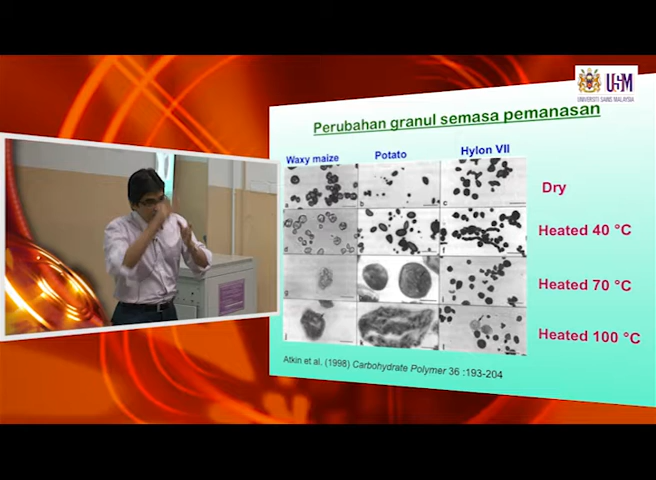 USM
UNIVERSITI SAINS MALAYSIA
Perubahan granul semasa pemanasan
Waxy maize Potato Hylon VII
a b c
Dry
d f
Heated 40 °C
g
Heated 70 °C
Heated 100 °C
Atkin et al. (1998) Carbohydrate Polymer 36 :193-204